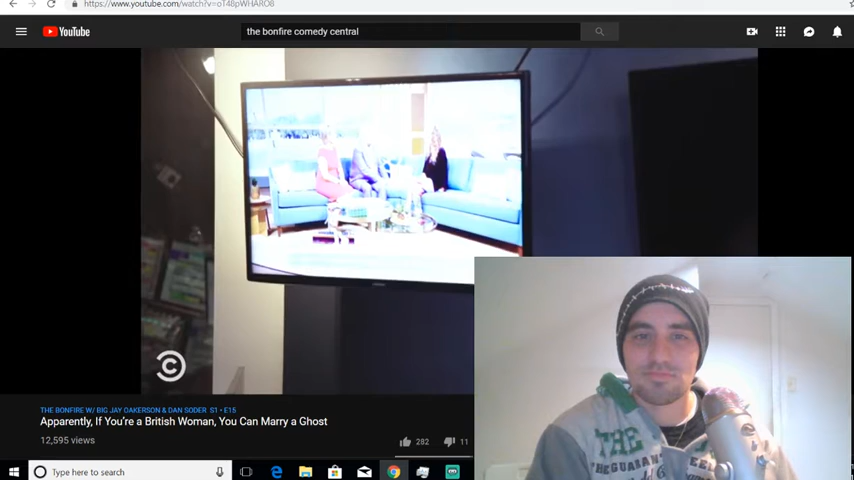 https://www.youtube.com/watch?v=oT48pWHARO8
YouTube
the bonfire comedy central
THE BONFIRE W/ BIG JAY OAKERSON & DAN SODER S1 • E15
Apparently, If You're a British Woman, You Can Marry a Ghost
12,595 views
282
11
THE
Type here to search